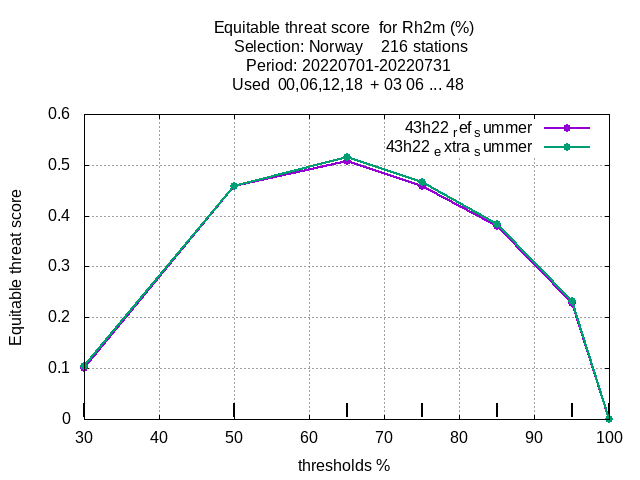 Equitable threat score  for Rh2m (%)
Selection: Norway    216 stations
Period: 20220701-20220731
Used  00,06,12,18  + 03 06 ... 48
43h22 ref summer
43h22 extra summer
Equitable threat score
0.6
0.5
0.4
0.3
0.2
0.1
0
30 40 50 60 70 80 90 100
thresholds %